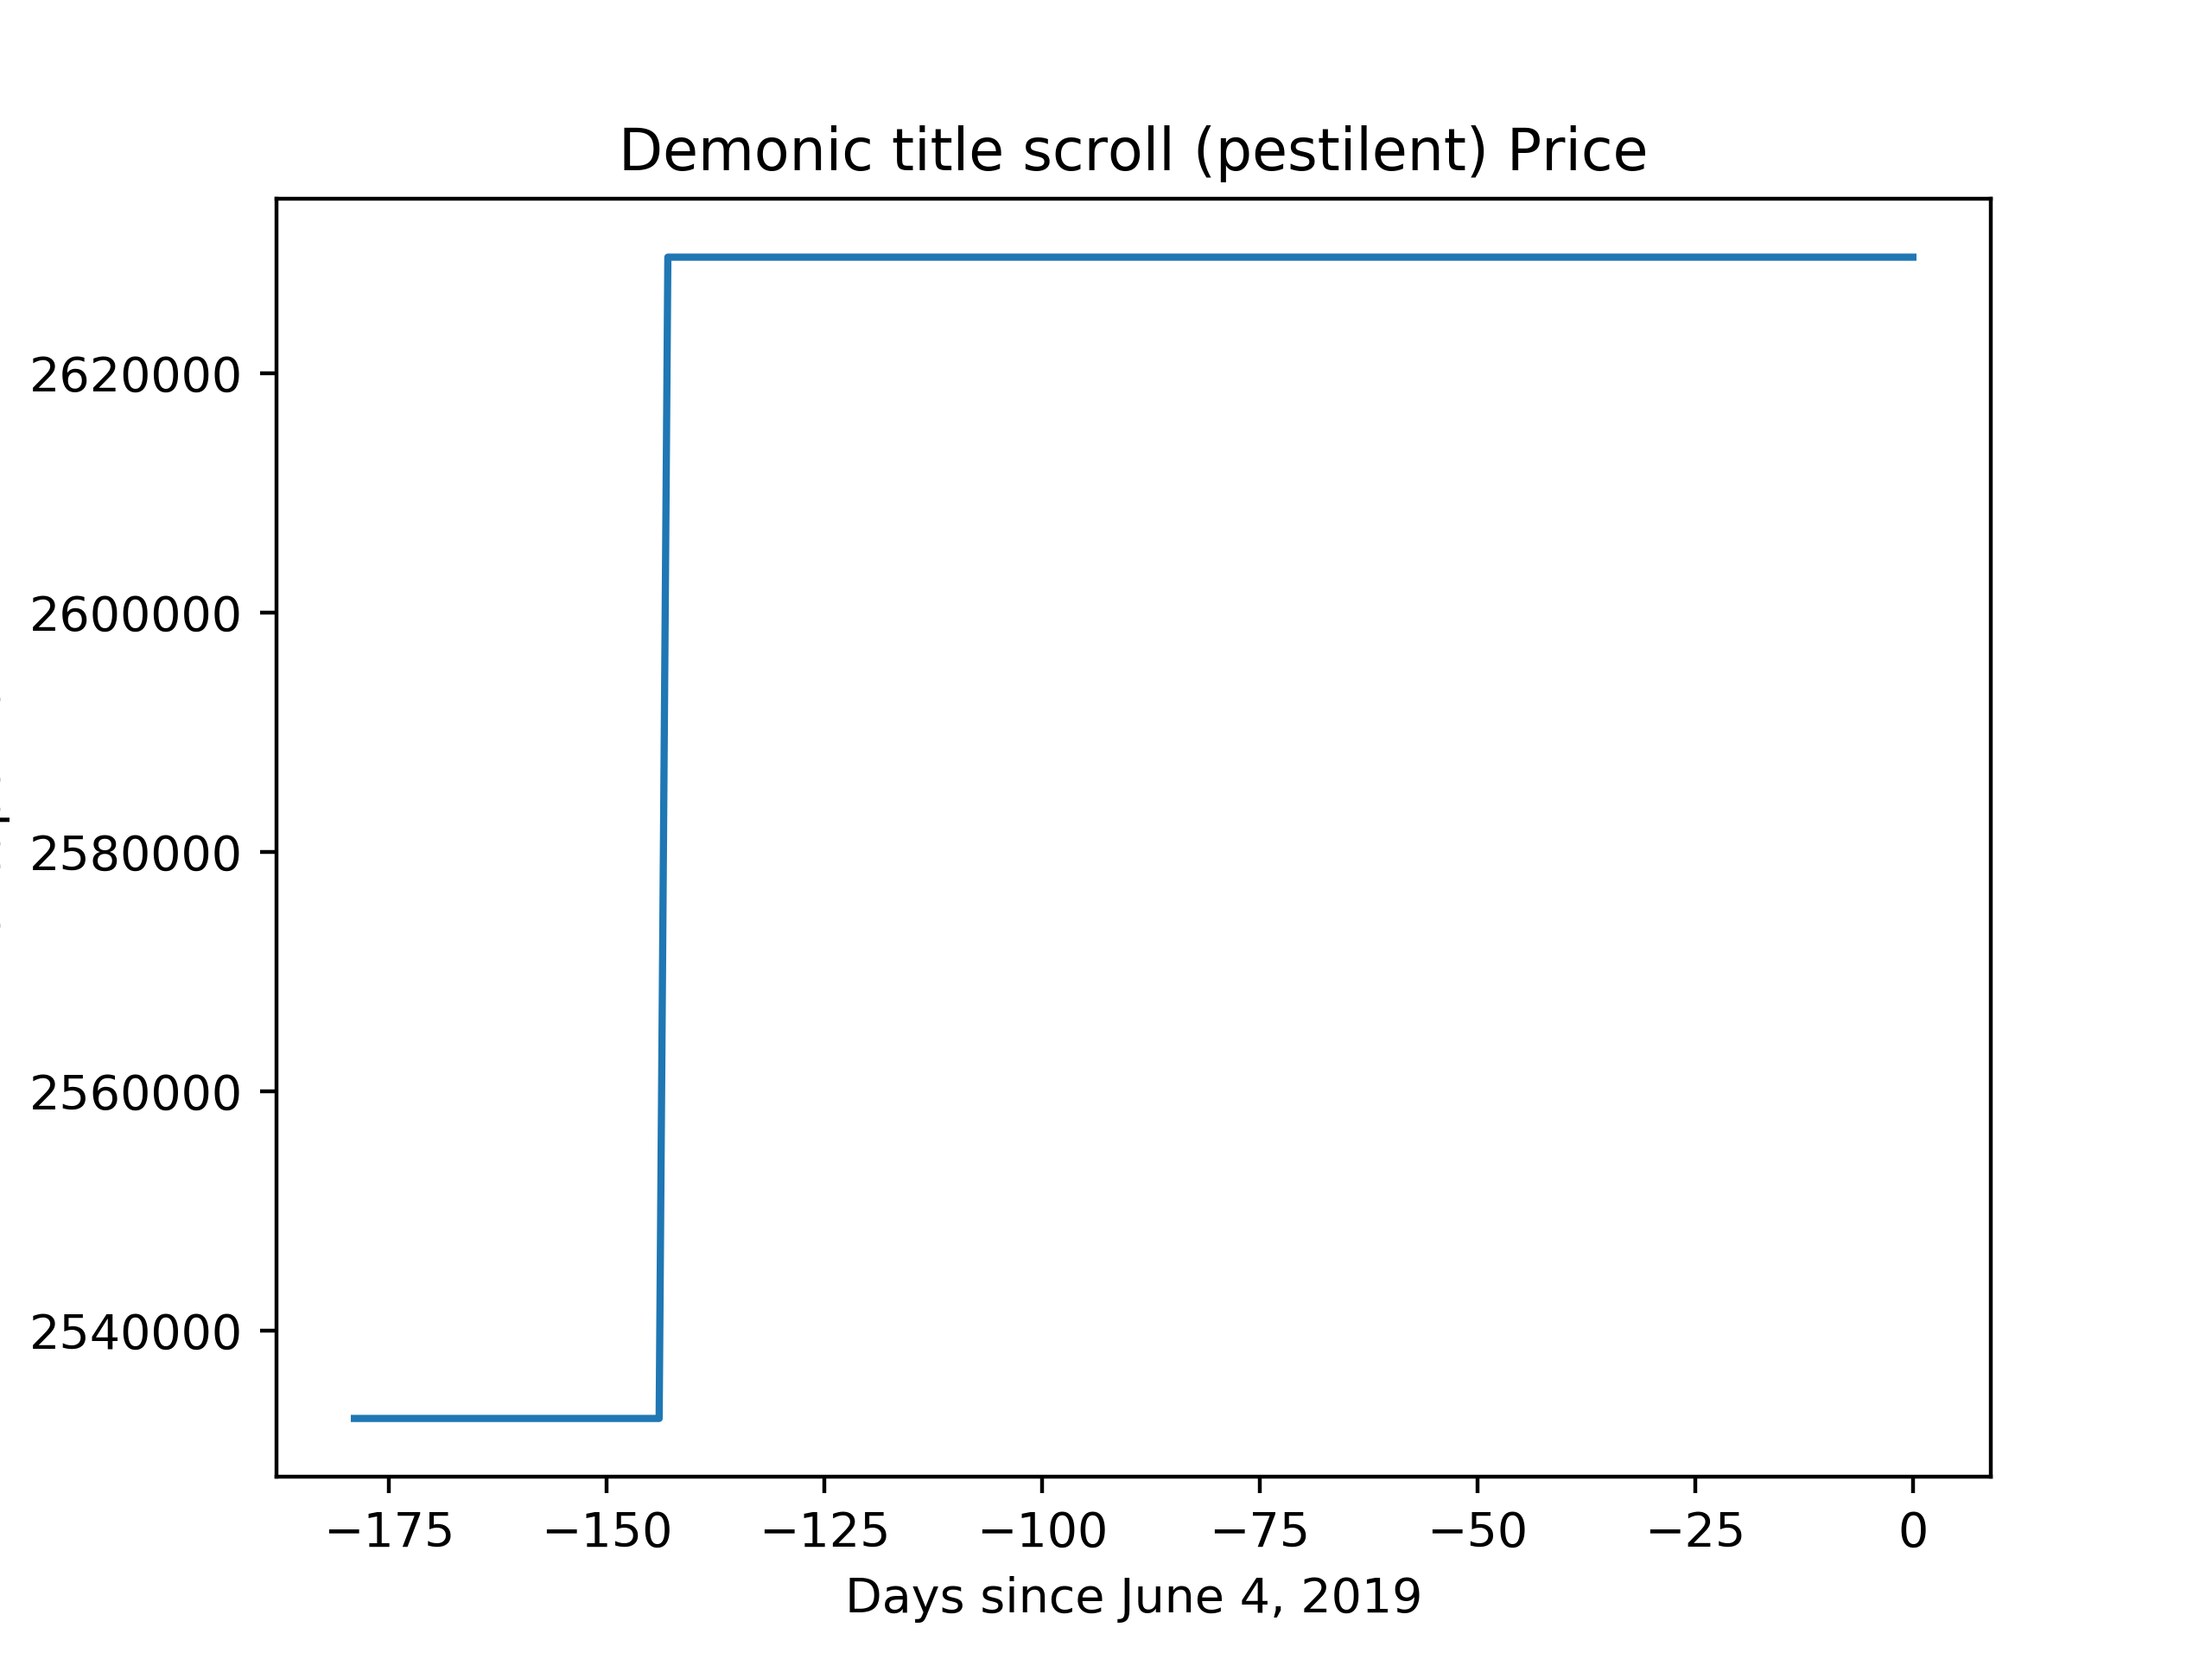 Demonic title scroll (pestilent) Price
2620000
2600000
2580000
2560000
2540000
−175 −150 −125 −100 −75 −50 −25 0
Days since June 4, 2019